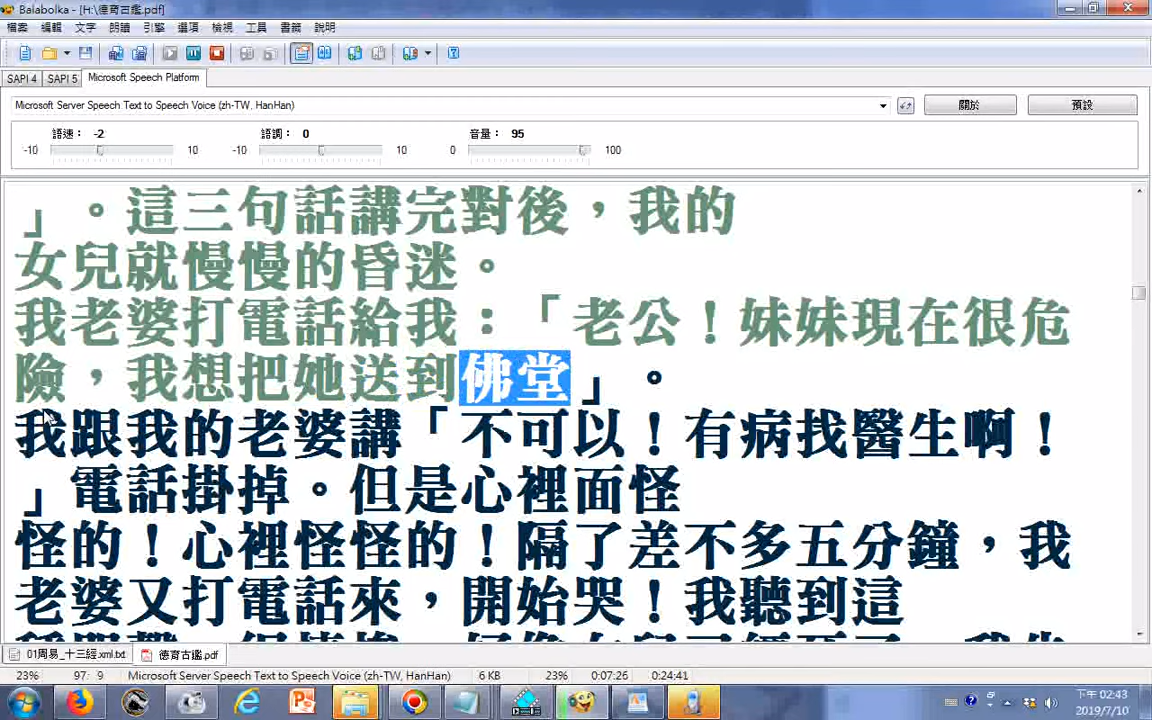 Balabolka - [H:\德育古鑑.pdf]
檔案 編輯 文字 朗讀 引擎 選項 檢視 工具 書籤 說明
SAPI 4 SAPI 5 Microsoft Speech Platform
Microsoft Server Speech Text to Speech Voice (zh-TW, HanHan) 關於 預設
語速： -2 語調： 0 音量： 95
-10 10 -10 10 0 100
」。這三句話講完對後，我的
女兒就慢慢的昏迷。
我老婆打電話給我：「老公！妹妹現在很危
險，我想把她送到佛堂」。
我跟我的老婆講「不可以！有病找醫生啊！
」電話掛掉。但是心裡面怪
怪的！心裡怪怪的！隔了差不多五分鐘，我
老婆又打電話來，開始哭！我聽到這
01周易_十三經.xml.txt 德育古鑑.pdf
23% 97: 9 Microsoft Server Speech Text to Speech Voice (zh-TW, HanHan) 6 KB 23% 0:07:26 0:24:41
下午 02:43
2019/7/10